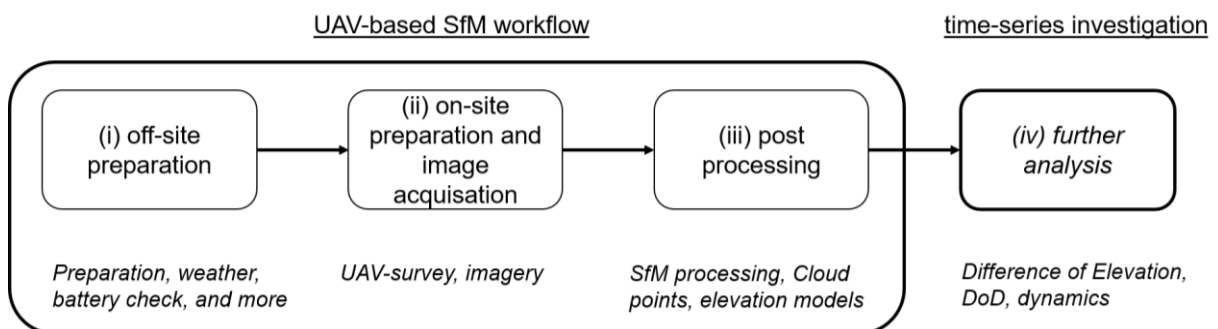 UAV-based SfM workflow
time-series investigation
(i) off-site
preparation
(ii) on-site
preparation and
image
acquisation
(iii) post
processing
(iv) further
analysis
Preparation, weather,
battery check, and more
UAV-survey, imagery
SfM processing, Cloud
points, elevation models
Difference of Elevation,
DoD, dynamics